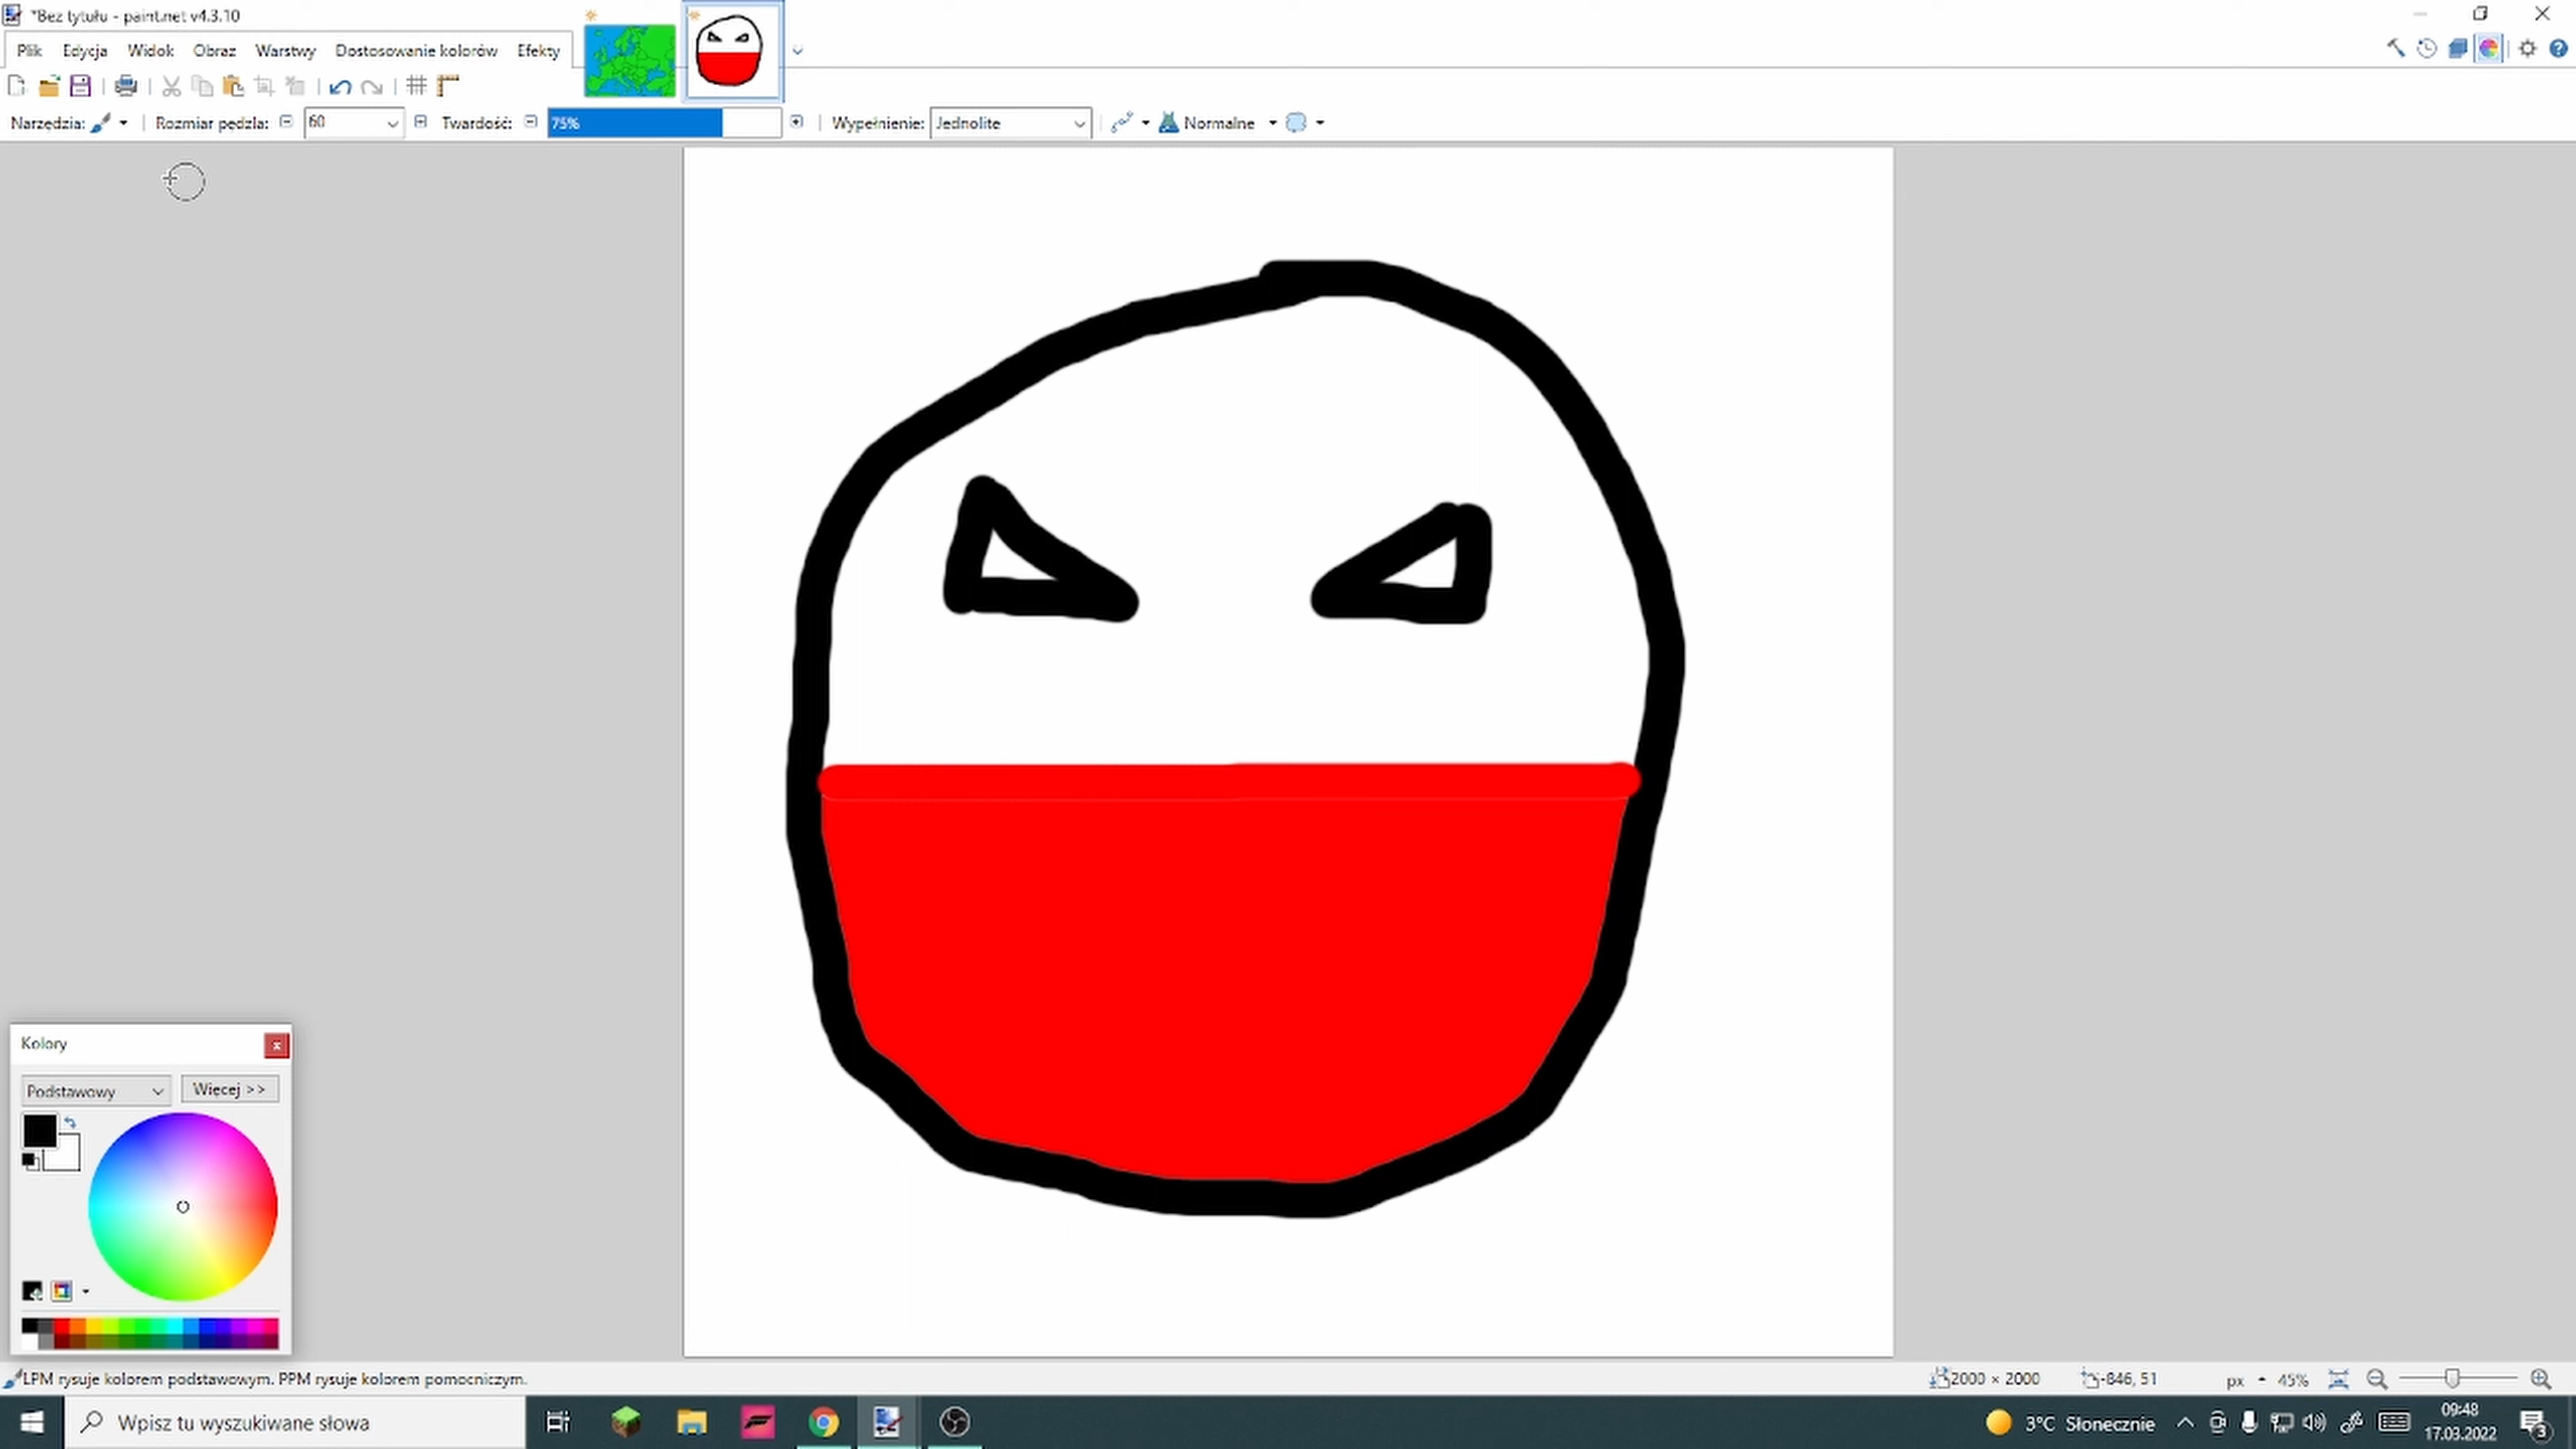 *Bez tytułu - paint.net v4.3.10
Plik Edycja Widok Obraz Warstwy Dostosowanie kolorów Efekty
Narzędzia: Rozmiar pędzla: 60 Twardość: 75% Wypełnienie: Jednolite Normalne
Kolory
x
Podstawowy Więcej >>
LPM rysuje kolorem podstawowym. PPM rysuje kolorem pomocniczym.
2000 × 2000 -846, 51 px 45%
Wpisz tu wyszukiwane słowa
3°C Słonecznie
09:48
17.03.2022
3